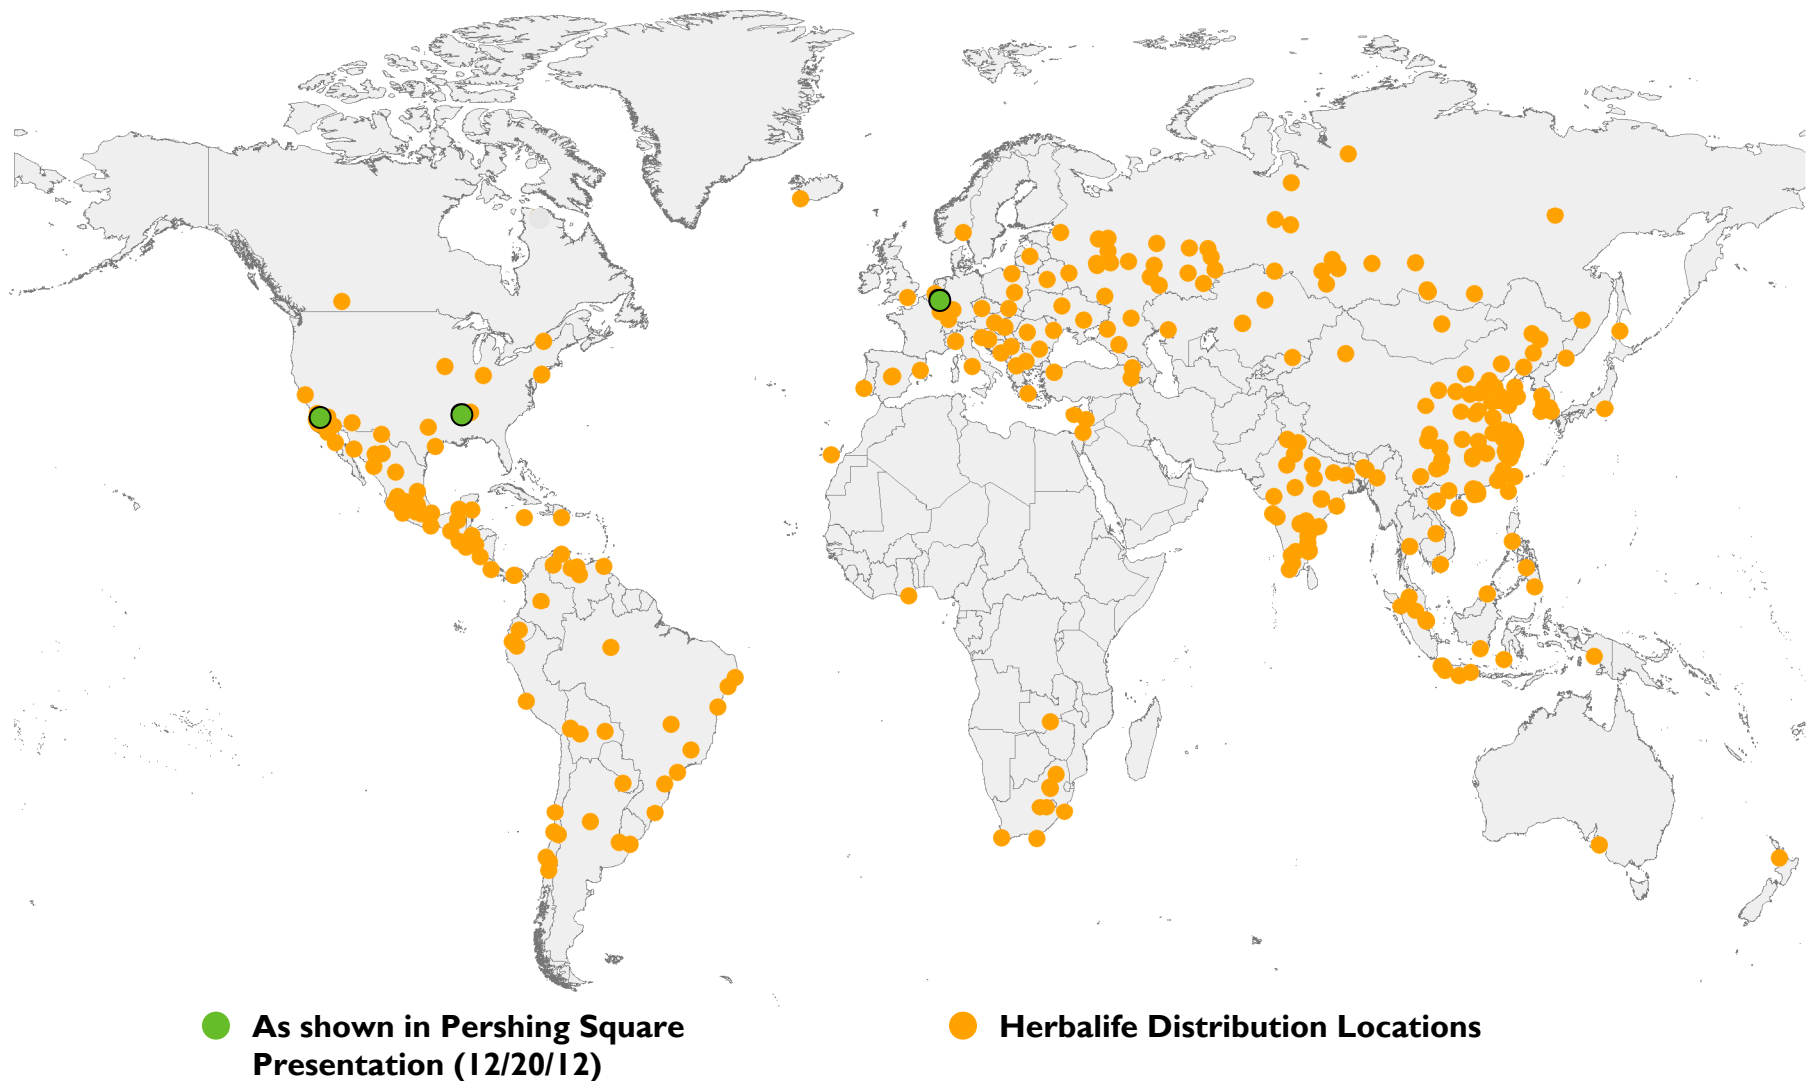 As shown in Pershing Square
Presentation (12/20/12)
Herbalife Distribution Locations